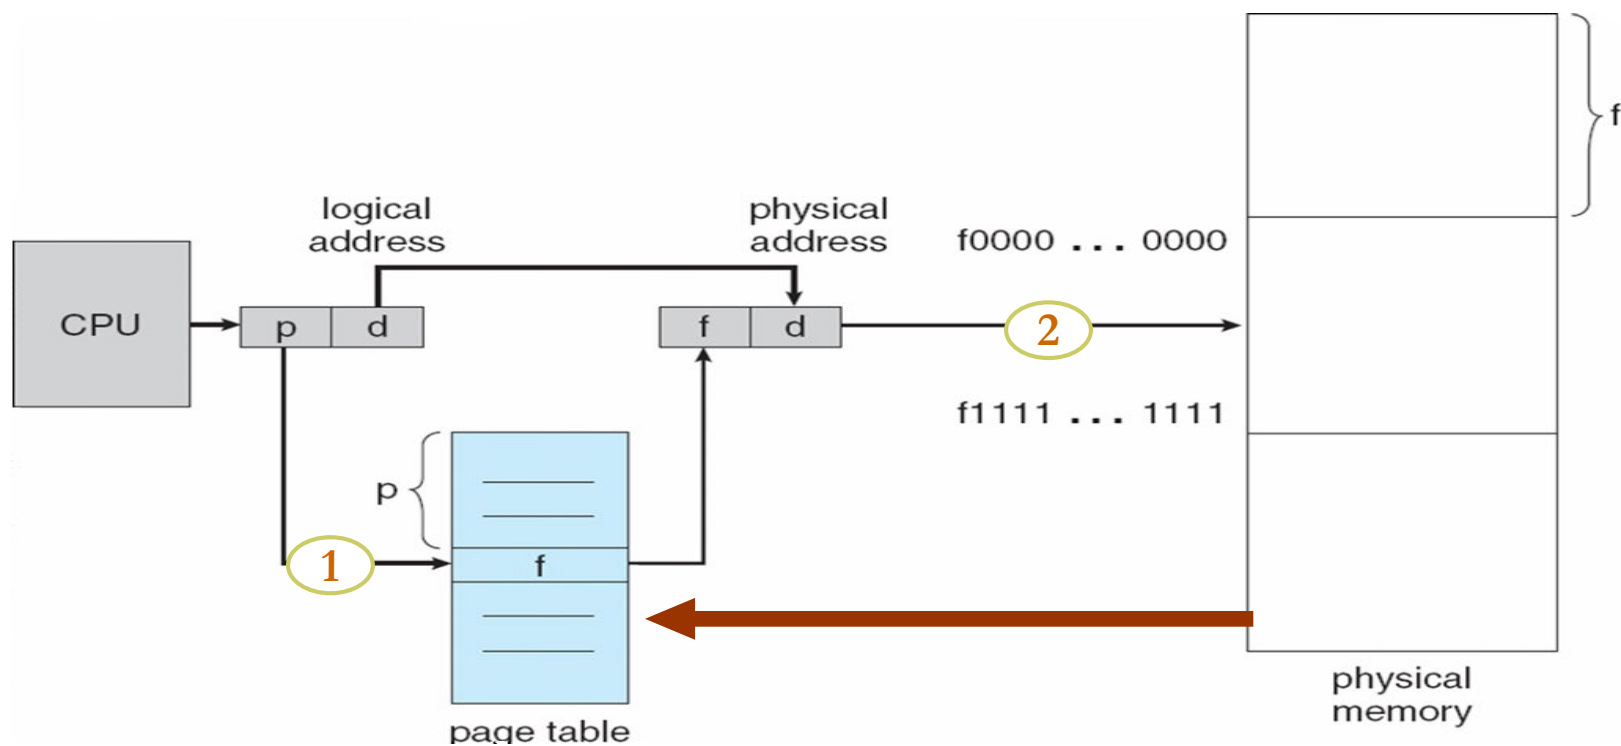 f
logical
address
physical
address
f0000 ... 0000
CPU
p
d
f
d
2
f1111 ... 1111
p
1
f
physical
memory
page table